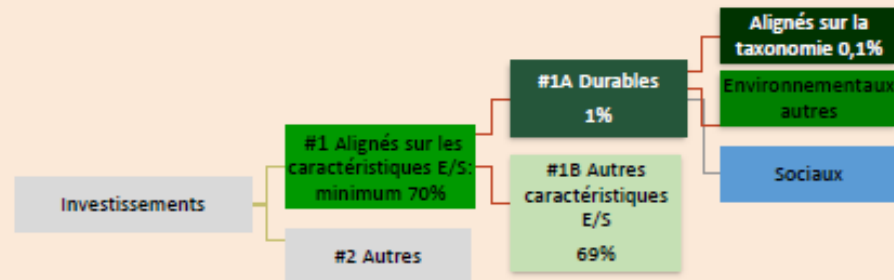 Investissements
#1 Alignés sur les
caractéristiques E/S:
minimum 70%
#2 Autres
#1A Durables
1%
#1B Autres
caractéristiques
E/S
69%
Alignés sur la
taxonomie 0,1%
Environnementaux
autres
Sociaux